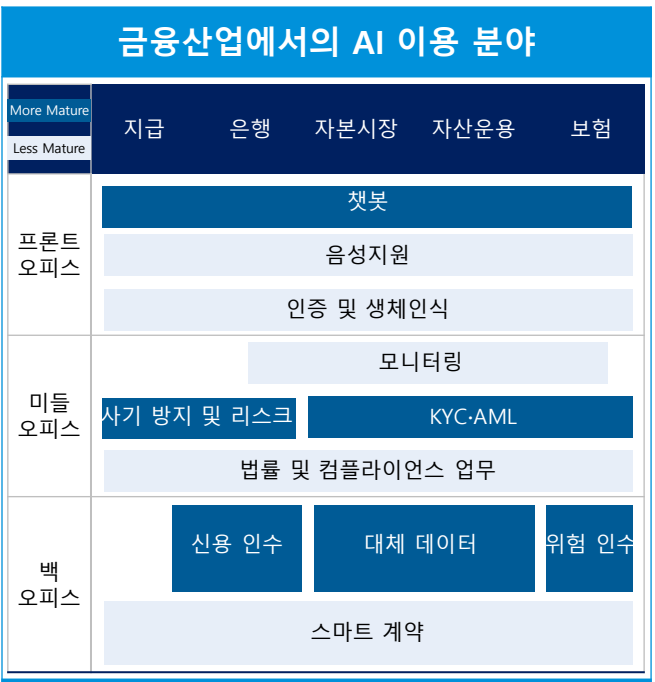 금융산업에서의 AI 이용 분야
More Mature
Less Mature
지급 은행 자본시장 자산운용 보험
프론트
오피스
챗봇
음성지원
인증 및 생체인식
미들
오피스
모니터링
사기 방지 및 리스크 KYC·AML
법률 및 컴플라이언스 업무
백
오피스
신용 인수 대체 데이터 위험 인수
스마트 계약